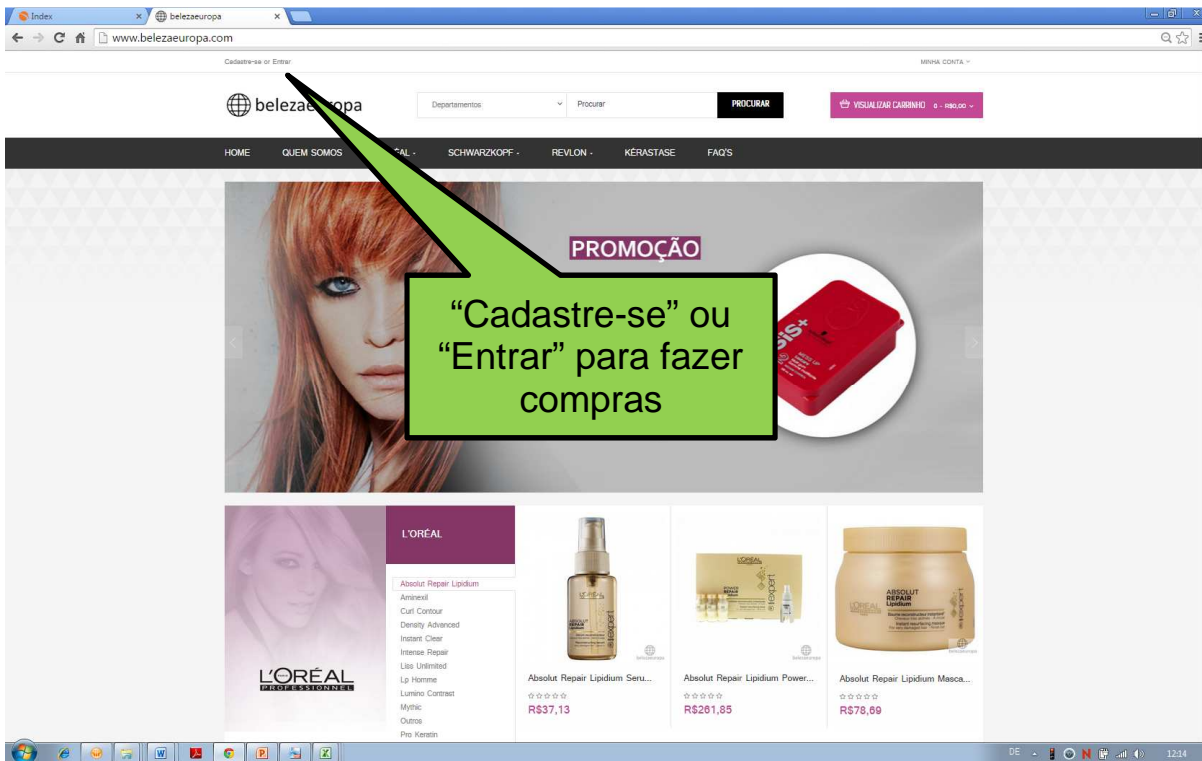 Index
belezaeuropa
www.belezaeuropa.com
Cadastre-se or Entrar
MINHA CONTA
belezaeuropa
Departamentos
Procurar
PROCURAR
VISUALIZAR CARRINHO 0 - R$0,00
HOME QUEM SOMOS SCHWARZKOPF - REVLON - KÉRASTASE FAQ'S
PROMOÇÃO
“Cadastre-se” ou
“Entrar” para fazer
compras
L'ORÉAL
Absolut Repair Lipidium
Aminexil
Curl Contour
Density Advanced
Instant Clear
Intense Repair
Liss Unlimited
Lp Homme
Lumino Contrast
Mythic
Outros
Pro Keratin
L'ORÉAL
PROFESSIONNEL
ABSOLUT
REPAIR
Lipidium
Absolut Repair Lipidium Seru...
R$37,13
Absolut Repair Lipidium Power...
R$261,85
Absolut Repair Lipidium Masca...
R$78,69
DE
12:14